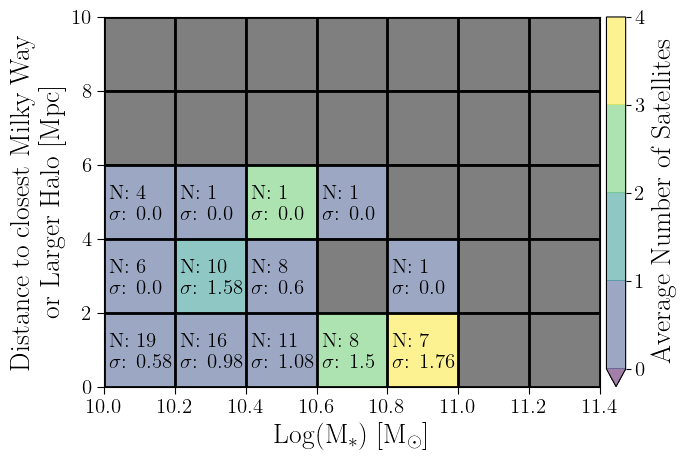 10
8
6
4
2
0
Distance to closest Milky Way
or Larger Halo [Mpc]
N: 4
σ: 0.0
N: 1
σ: 0.0
N: 1
σ: 0.0
N: 1
σ: 0.0
N: 6
σ: 0.0
N: 10
σ: 1.58
N: 8
σ: 0.6
N: 1
σ: 0.0
N: 19
σ: 0.58
N: 16
σ: 0.98
N: 11
σ: 1.08
N: 8
σ: 1.5
N: 7
σ: 1.76
10.0 10.2 10.4 10.6 10.8 11.0 11.2 11.4
Log(M*) [M⊙]
4
3
2
1
0
Average Number of Satellites